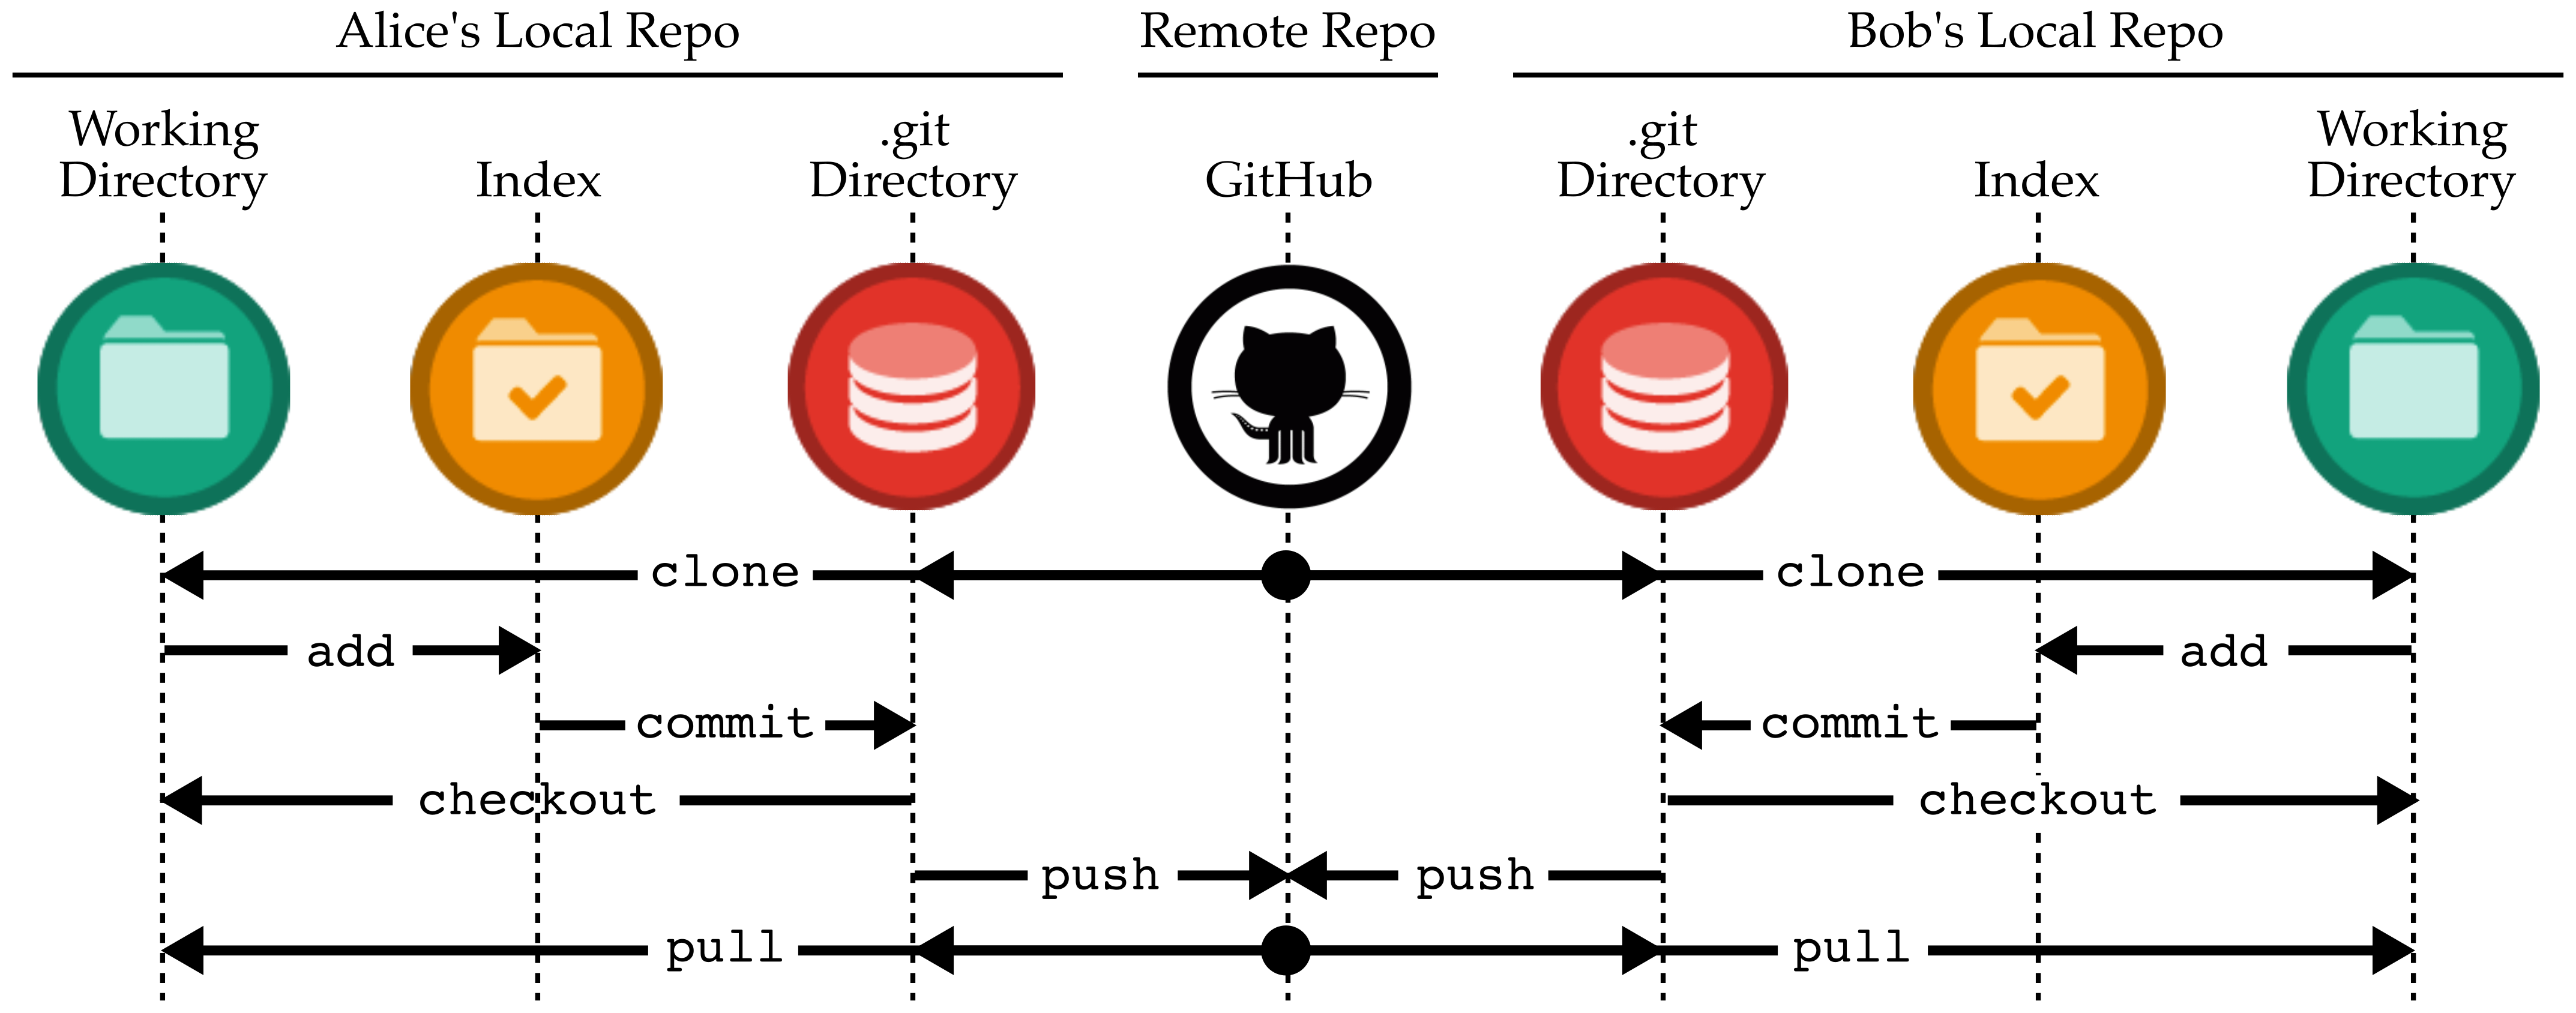 Alice's Local Repo
Remote Repo
Bob's Local Repo
Working
Directory
Index
.git
Directory
GitHub
.git
Directory
Index
Working
Directory
clone
clone
add
add
commit
commit
checkout
checkout
push
push
pull
pull